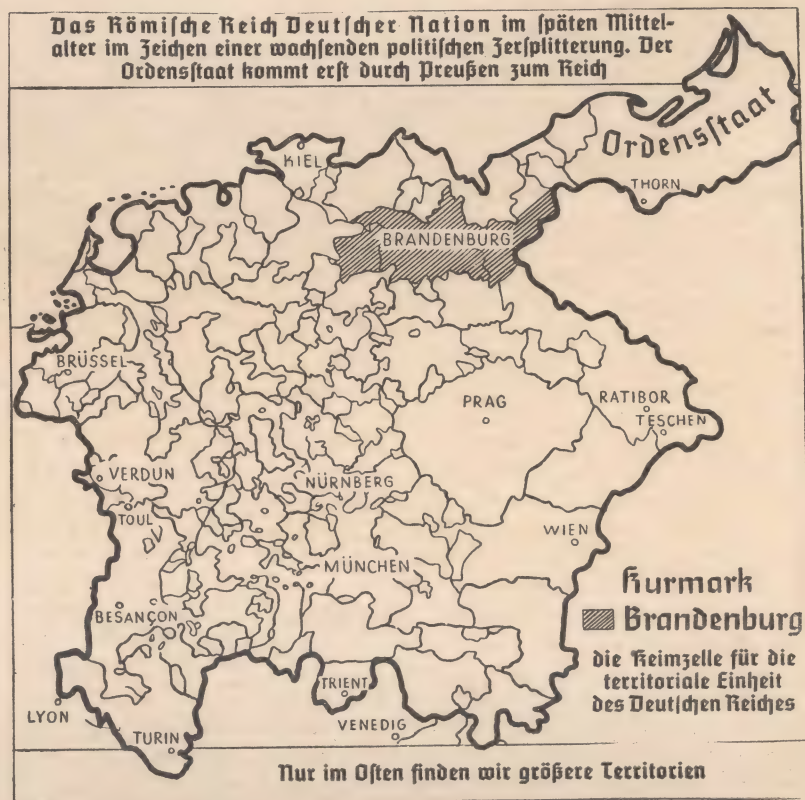 Das Römiſche Reich Deutſcher Nation im ſpäten Mittel-
alter im Zeichen einer wachſenden politiſchen Zerſplitterung. Der
Ordensſtaat kommt erſt durch Preußen zum Reich
Ordensſtaat
KIEL
THORN
BRANDENBURG
BRÜSSEL
PRAG
RATIBOR
TESCHEN
VERDUN
NÜRNBERG
TOUL
WIEN
MÜNCHEN
BESANÇON
Kurmark
Brandenburg
die Keimzelle für die
territoriale Einheit
des Deutſchen Reiches
TRIENT
LYON
VENEDIG
TURIN
Nur im Oſten finden wir größere Territorien